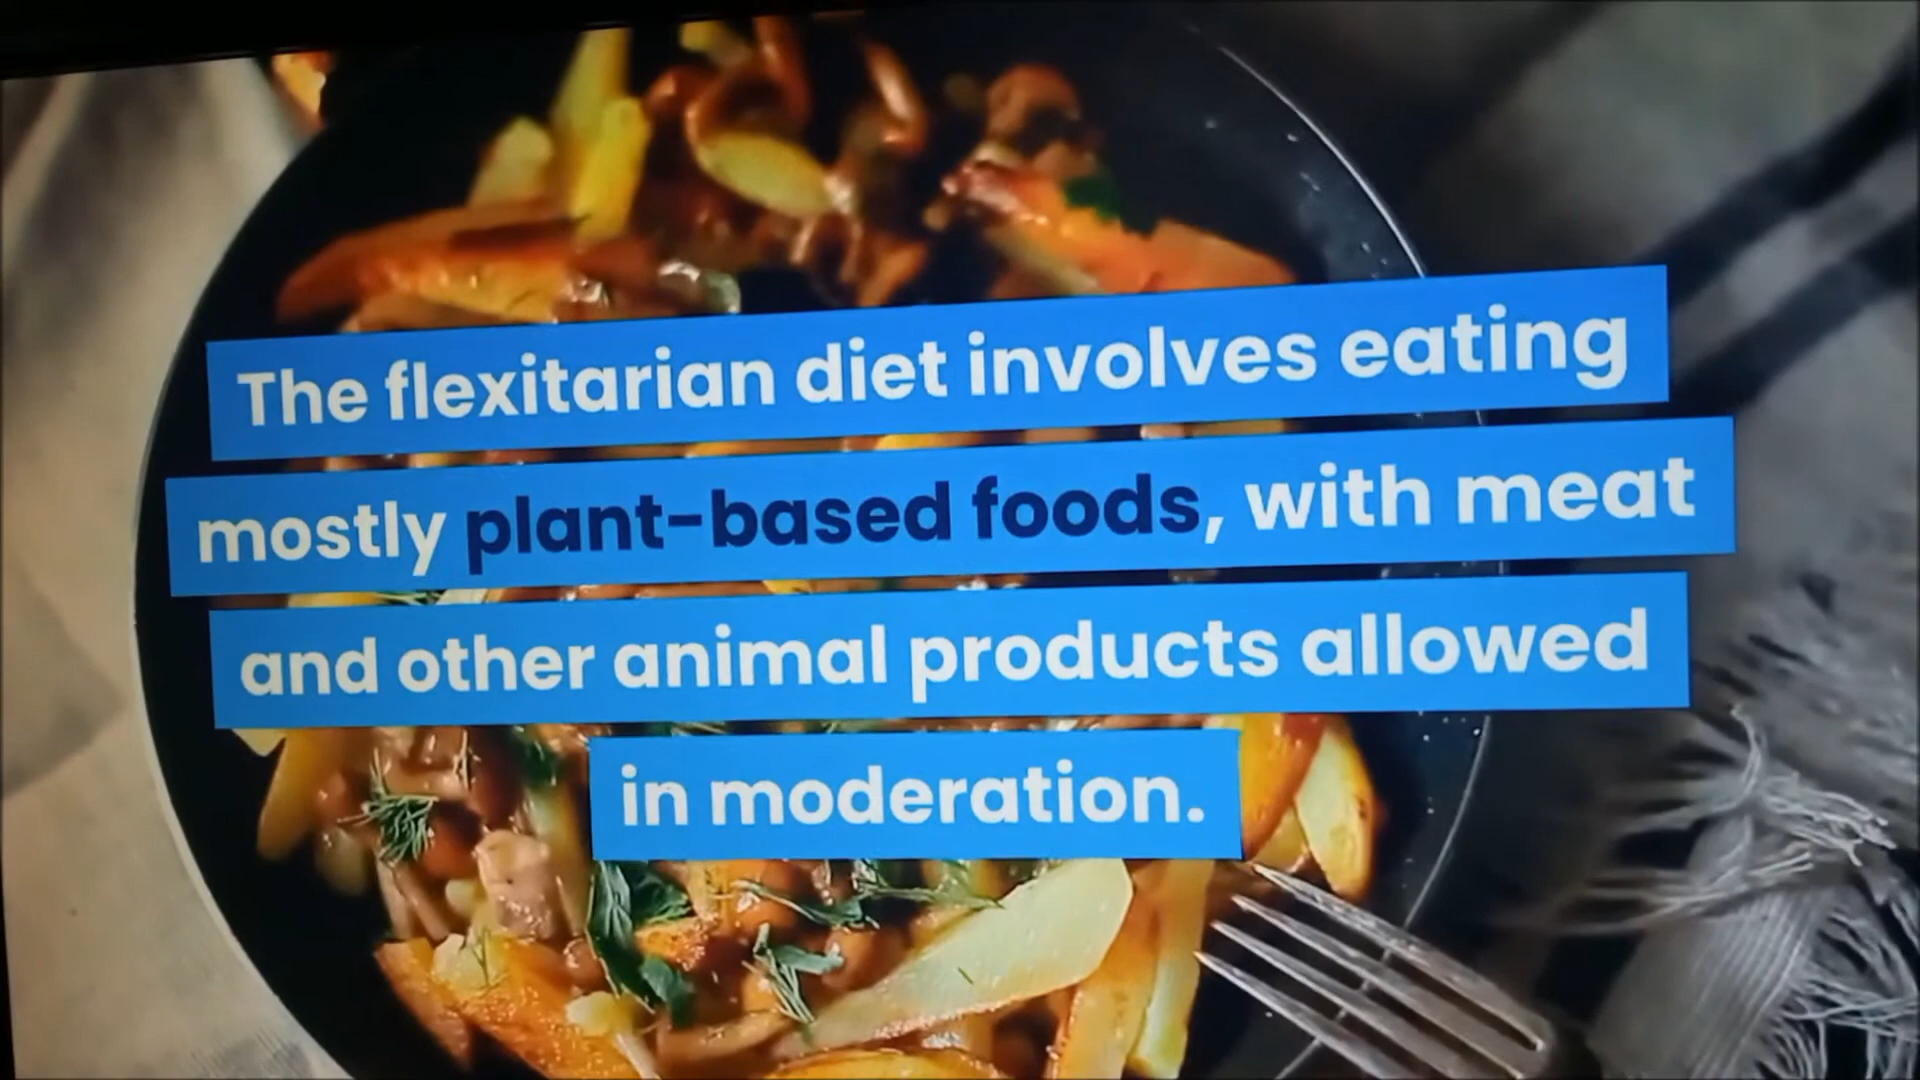 The flexitarian diet involves eating
mostly plant-based foods, with meat
and other animal products allowed
in moderation.